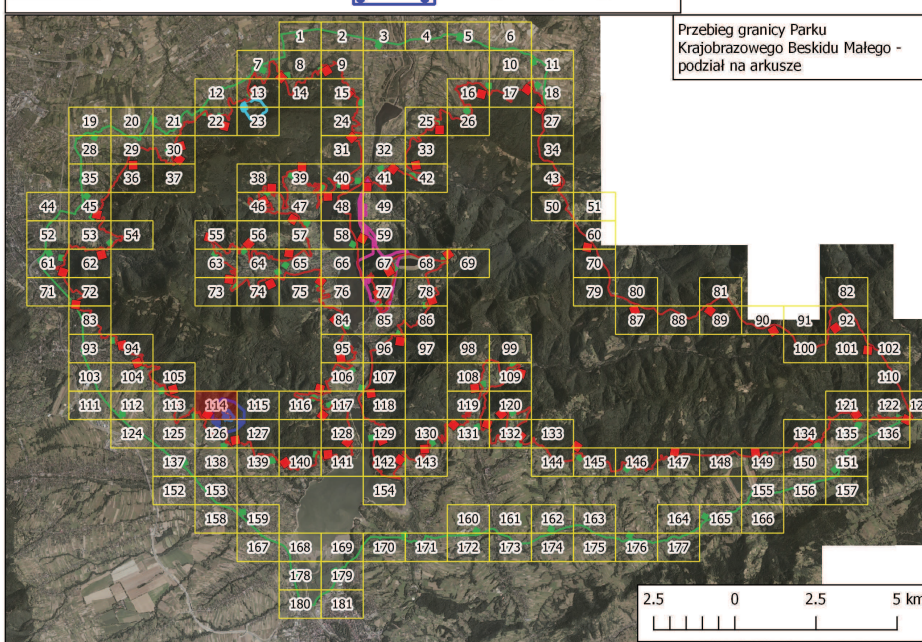 Przebieg granicy Parku
Krajobrazowego Beskidu Małego -
podział na arkusze
1 2 3 4 5 6
7 8 9 10 11
12 13 14 15 16 17 18
19 20 21 22 23 24 25 26 27
28 29 30 31 32 33 34
35 36 37 38 39 40 41 42 43
44 45 46 47 48 49 50 51
52 53 54 55 56 57 58 59 60
61 62 63 64 65 66 67 68 69 70
71 72 73 74 75 76 77 78 79 80 81 82
83 84 85 86 87 88 89 90 91 92
93 94 95 96 97 98 99 100 101 102
103 104 105 106 107 108 109 110
111 112 113 114 115 116 117 118 119 120 121 122
124 125 126 127 128 129 130 131 132 133 134 135 136
137 138 139 140 141 142 143 144 145 146 147 148 149 150 151
152 153 154 155 156 157
158 159 160 161 162 163 164 165 166
167 168 169 170 171 172 173 174 175 176 177
178 179
180 181
2.5 0 2.5 5 km